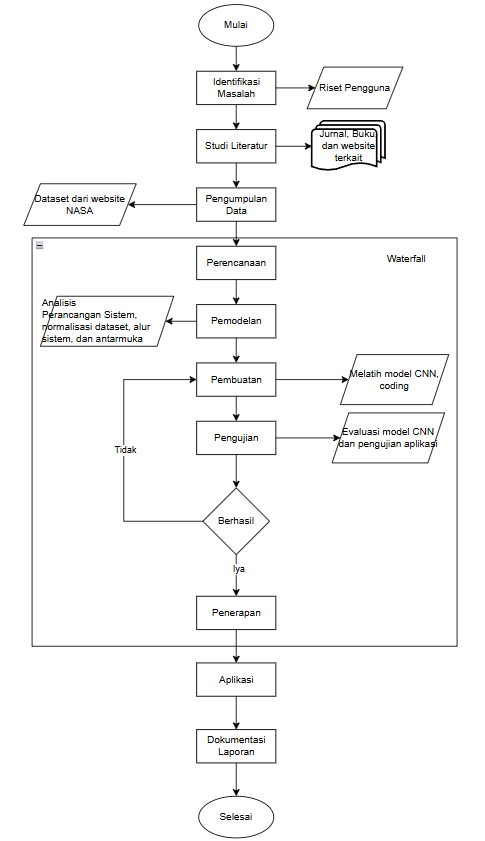 Mulai
Identifikasi
Masalah
Riset Pengguna
Studi Literatur
Jurnal, Buku
dan website
terkait
Pengumpulan
Data
Dataset dari website
NASA
Waterfall
Perencanaan
Analisis
Perancangan Sistem,
normalisasi dataset, alur
sistem, dan antarmuka
Pemodelan
Pembuatan
Melatih model CNN,
coding
Pengujian
Evaluasi model CNN
dan pengujian aplikasi
Tidak
Berhasil
Iya
Penerapan
Aplikasi
Dokumentasi
Laporan
Selesai